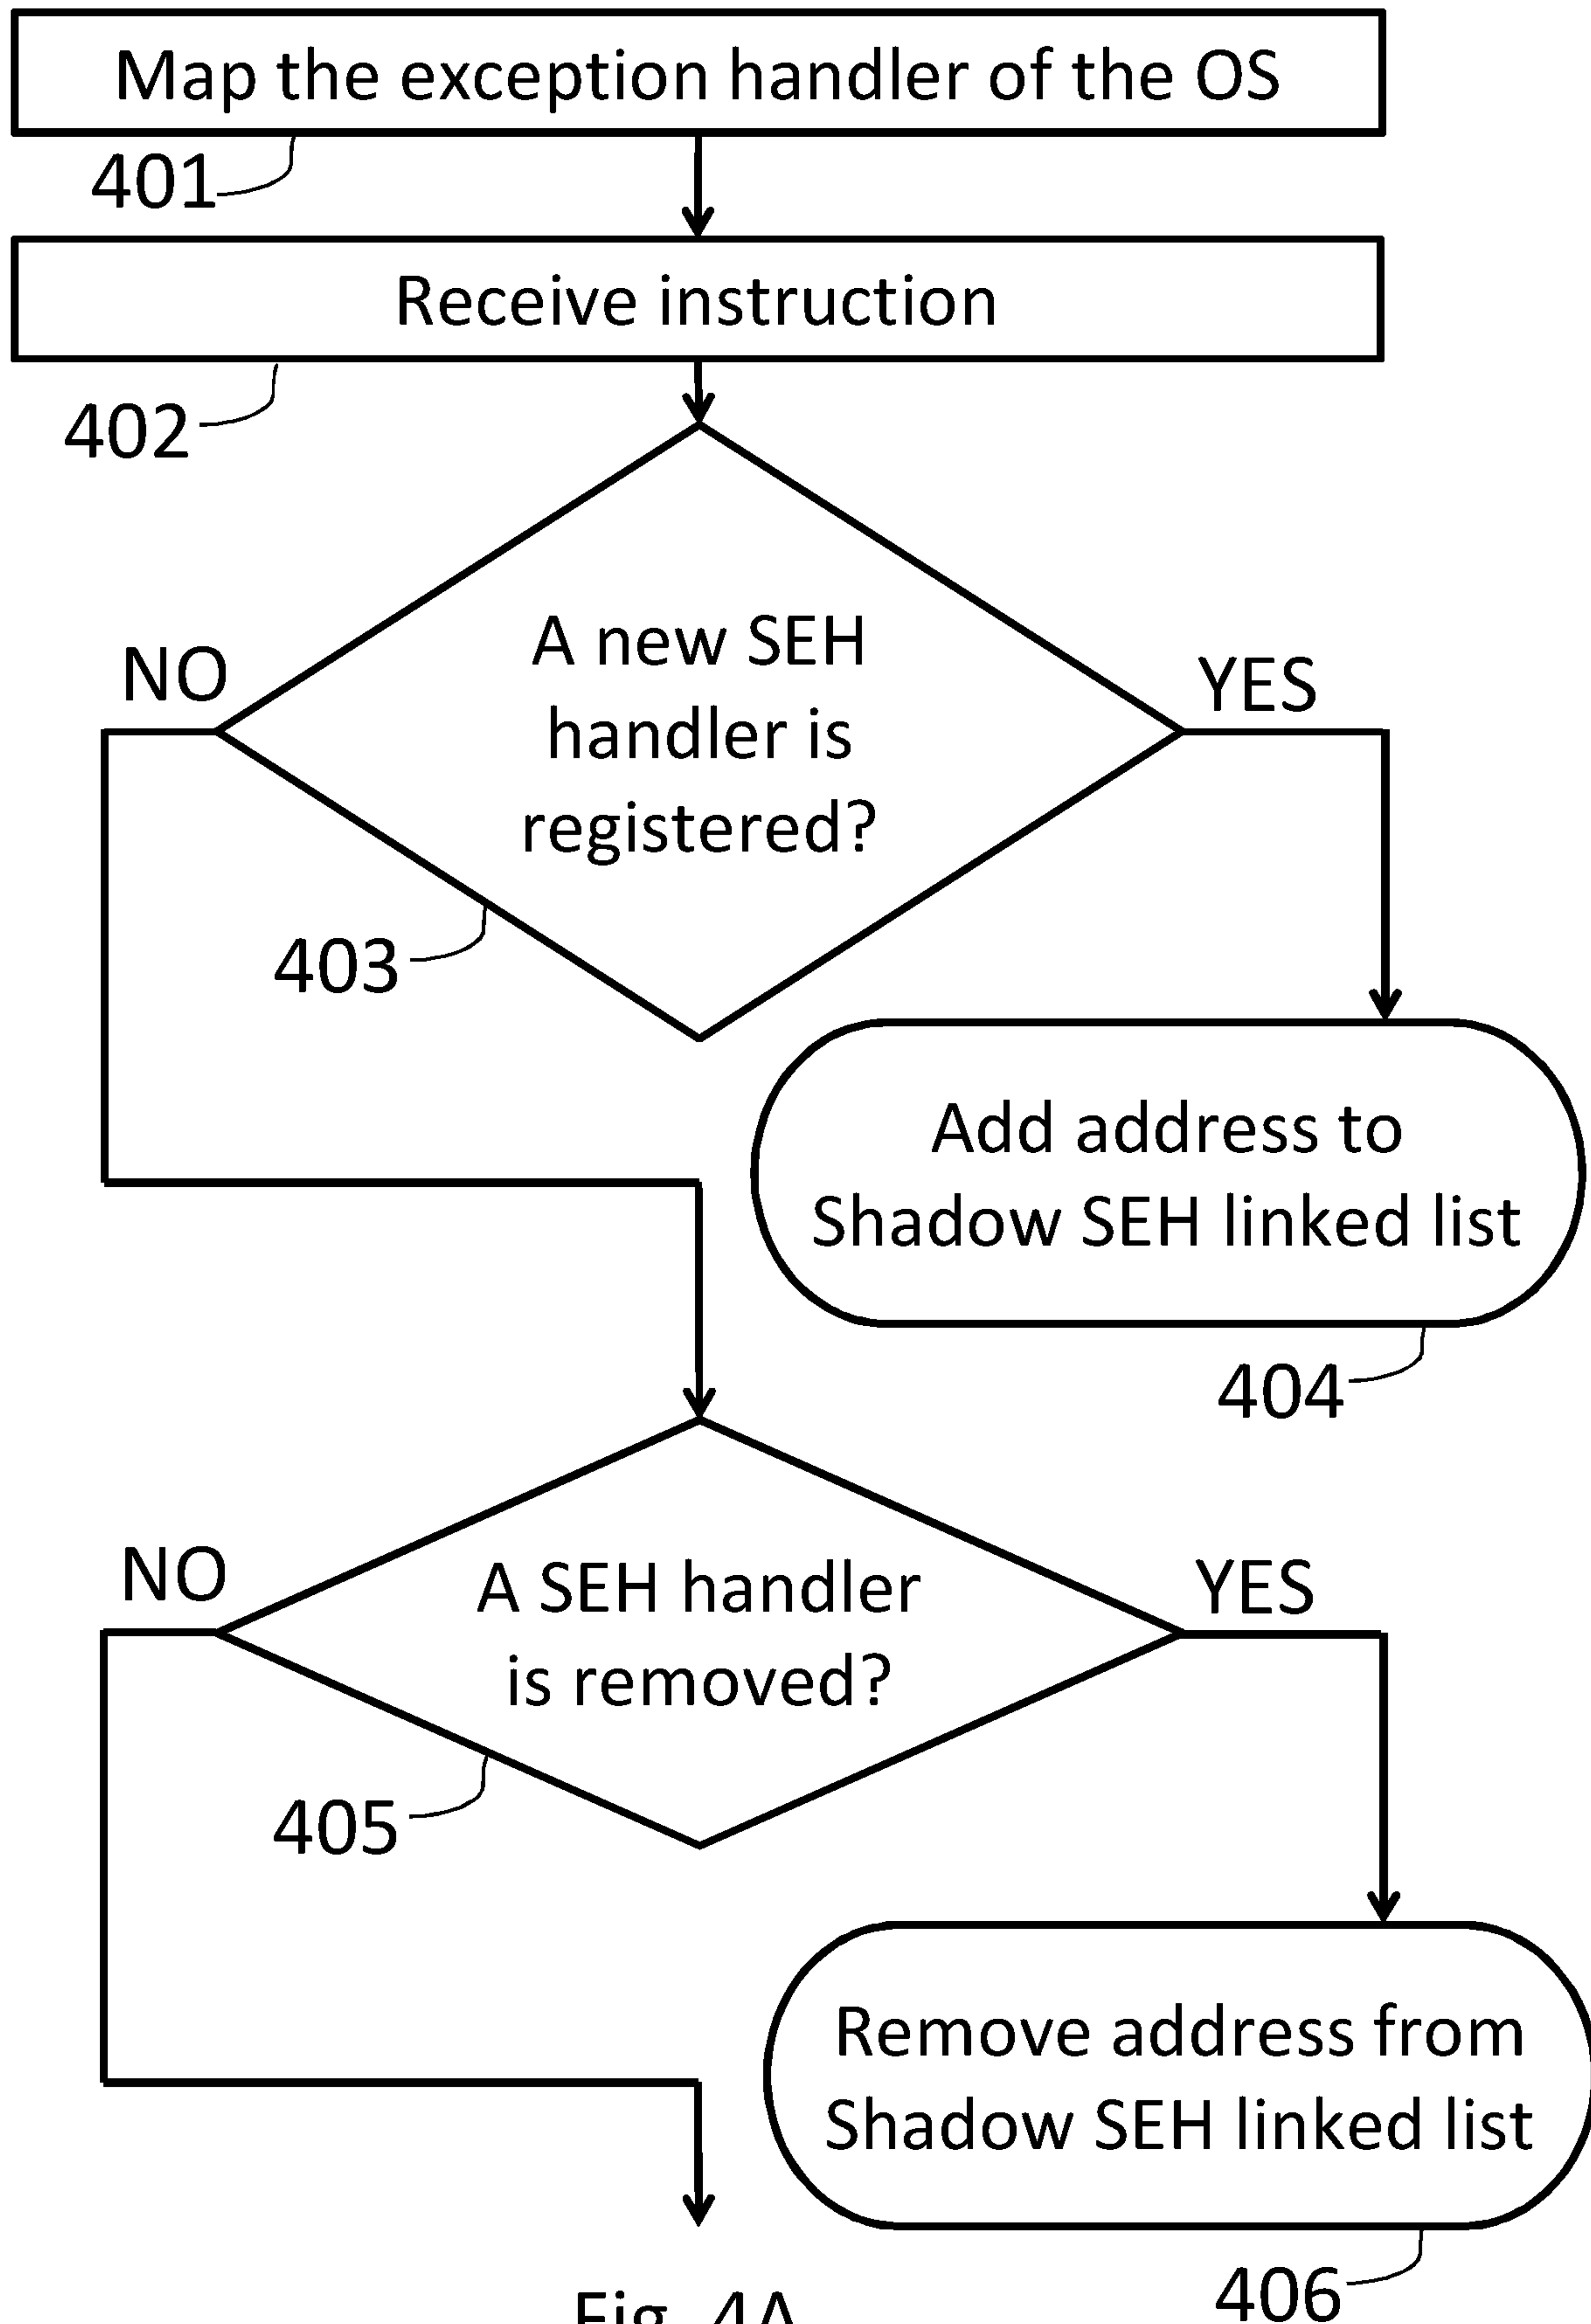 Map the exception handler of the OS
401
Receive instruction
402
A new SEH
handler is
registered?
NO
YES
403
Add address to
Shadow SEH linked list
404
A SEH handler
is removed?
NO
YES
405
Remove address from
Shadow SEH linked list
406
Fig. 4A